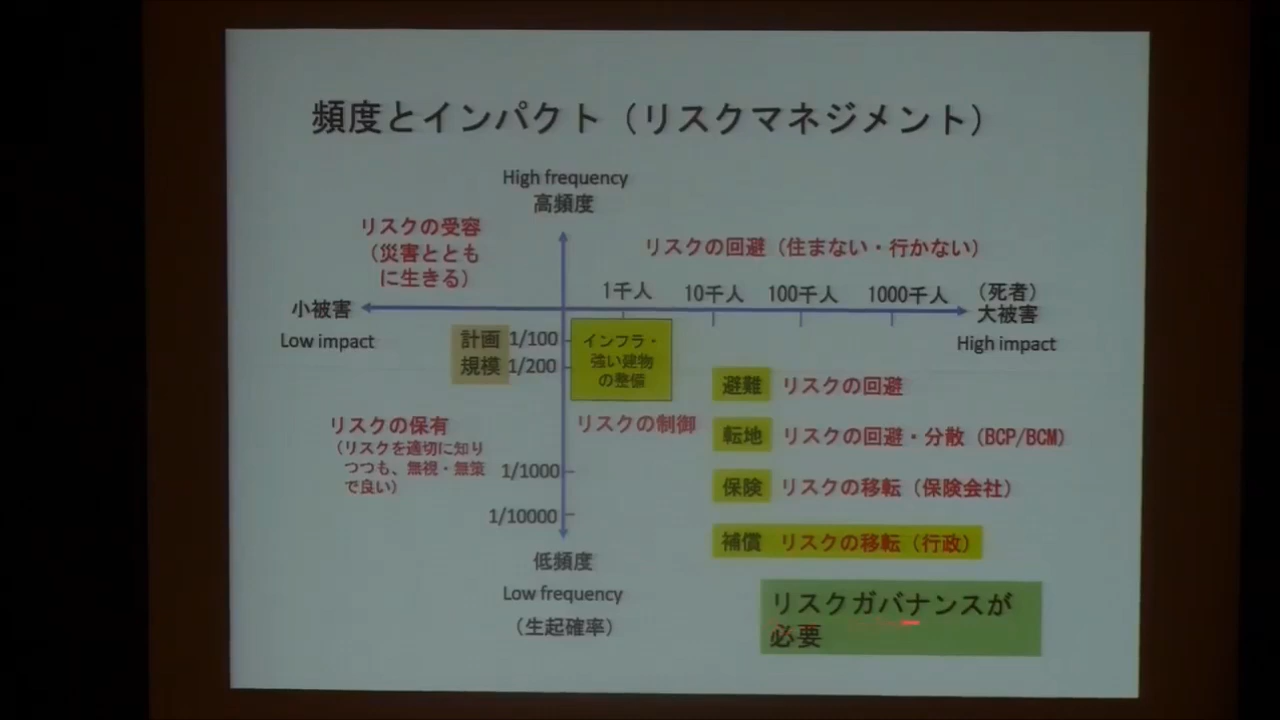 頻度とインパクト（リスクマネジメント）
High frequency
高頻度
リスクの受容
（災害ととも
に生きる）
リスクの回避（住まない・行かない）
1千人 10千人 100千人 1000千人 （死者）
小被害
大被害
Low impact
High impact
計画
規模
1/100
1/200
インフラ・
強い建物
の整備
避難 リスクの回避
リスクの保有
（リスクを適切に知り
つつも、無視・無策
で良い）
リスクの制御
転地 リスクの回避・分散（BCP/BCM）
1/1000
保険 リスクの移転（保険会社）
1/10000
補償 リスクの移転（行政）
低頻度
Low frequency
（生起確率）
リスクガバナンスが
必要